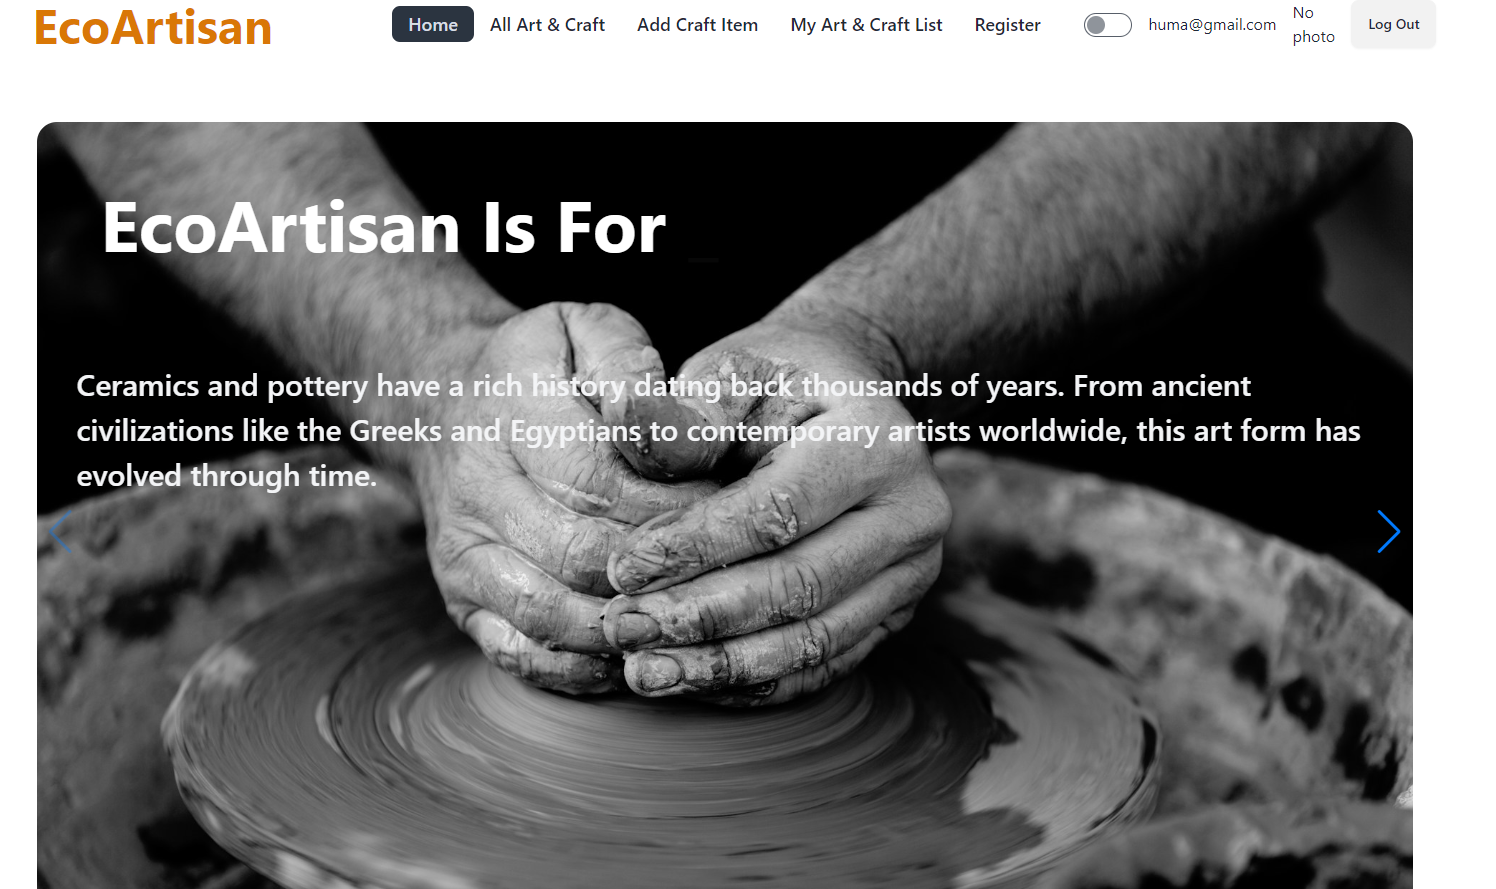 EcoArtisan
Home
All Art & Craft
Add Craft Item
My Art & Craft List
Register
huma@gmail.com
No
photo
Log Out
EcoArtisan Is For
Ceramics and pottery have a rich history dating back thousands of years. From ancient
civilizations like the Greeks and Egyptians to contemporary artists worldwide, this art form has
evolved through time.